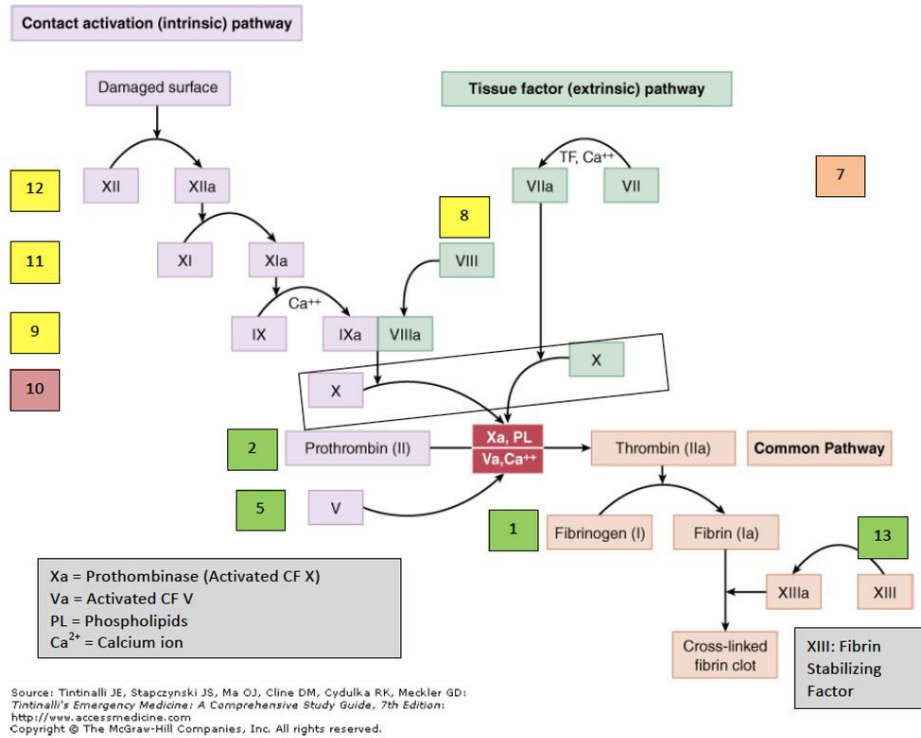 Contact activation (intrinsic) pathway
Damaged surface
Tissue factor (extrinsic) pathway
TF, Ca++
12
XII
XIIa
VIIa
VII
7
8
11
XI
XIa
VIII
Ca++
9
IX
IXa
VIIIa
X
10
X
2
Prothrombin (II)
Xa, PL
Va,Ca++
Thrombin (IIa)
Common Pathway
5
V
1
Fibrinogen (I)
Fibrin (Ia)
13
Xa = Prothombinase (Activated CF X)
Va = Activated CF V
PL = Phospholipids
Ca2+ = Calcium ion
XIIIa
XIII
Cross-linked
fibrin clot
XIII: Fibrin
Stabilizing
Factor
Source: Tintinalli JE, Stapczynski JS, Ma OJ, Cline DM, Cydulka RK, Meckler GD:
Tintinalli's Emergency Medicine: A Comprehensive Study Guide, 7th Edition:
http://www.accessmedicine.com
Copyright © The McGraw-Hill Companies, Inc. All rights reserved.